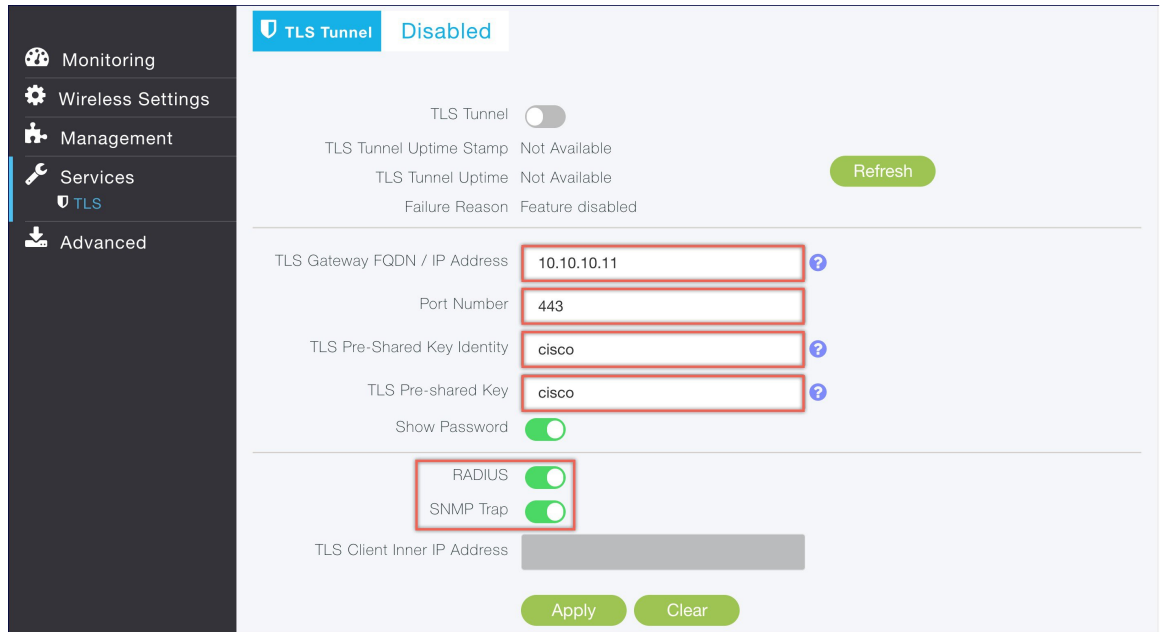 TLS Tunnel Disabled
Monitoring
Wireless Settings
Management
Services
TLS
Advanced
TLS Tunnel
TLS Tunnel Uptime Stamp Not Available
TLS Tunnel Uptime Not Available
Refresh
Failure Reason Feature disabled
TLS Gateway FQDN / IP Address 10.10.10.11 ?
Port Number 443
TLS Pre-Shared Key Identity cisco ?
TLS Pre-shared Key cisco ?
Show Password
RADIUS
SNMP Trap
TLS Client Inner IP Address
Apply Clear